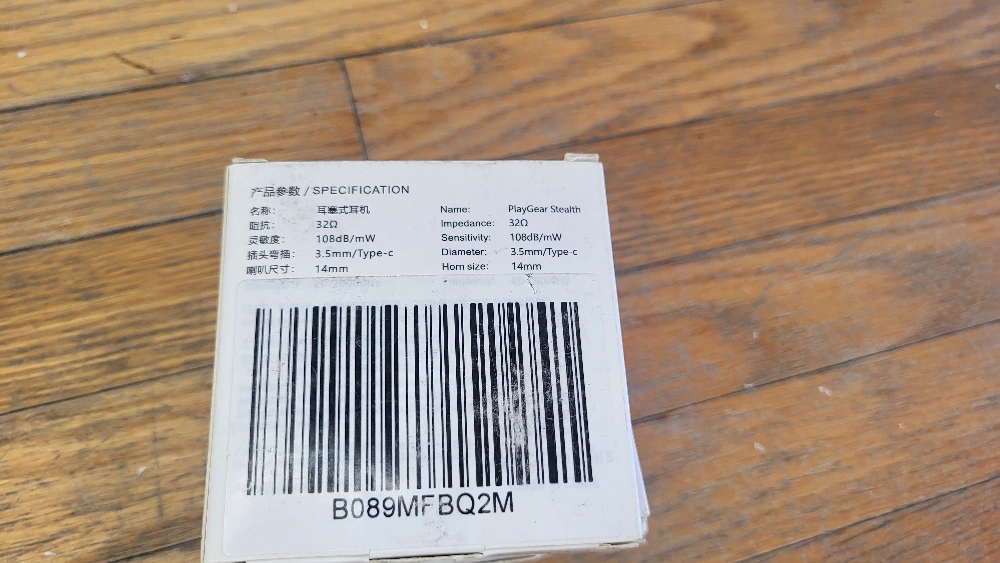 产品参数 / SPECIFICATION
名称: 耳塞式耳机 Name: PlayGear Stealth
阻抗: 32Ω Impedance: 32Ω
灵敏度: 108dB/mW Sensitivity: 108dB/mW
插头弯插: 3.5mm/Type-c Diameter: 3.5mm/Type-c
喇叭尺寸: 14mm Horn size: 14mm
B089MFBQ2M